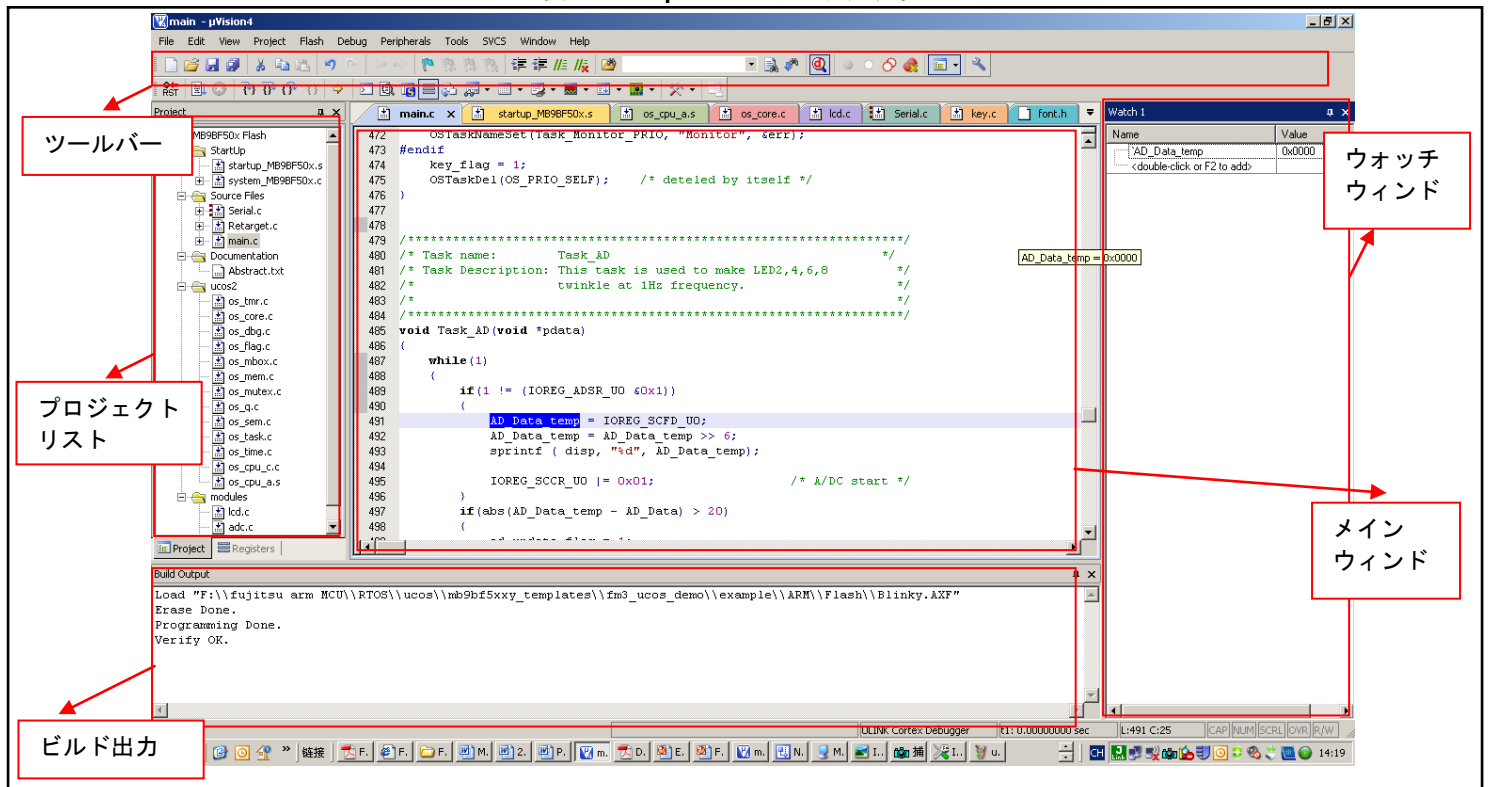 main - µVision4
File Edit View Project Flash Debug Peripherals Tools SVCS Window Help
RST
ツールバー
Project
MB9BF50x Flash
StartUp
startup_MB9BF50x.s
system_MB9BF50x.c
Source Files
Serial.c
Retarget.c
main.c
Documentation
Abstract.txt
ucos2
os_tmr.c
os_core.c
os_dbg.c
os_flag.c
os_mbox.c
os_mem.c
os_mutex.c
os_q.c
os_sem.c
os_task.c
os_time.c
os_cpu_c.c
os_cpu_a.s
modules
lcd.c
adc.c
Project Registers
プロジェクト
リスト
main.c startup_MB9BF50x.s os_cpu_a.s os_core.c lcd.c Serial.c key.c font.h
472 OSTaskNameSet(Task_Monitor_PRIO, "Monitor", &err);
473 #endif
474 key_flag = 1;
475 OSTaskDel(OS_PRIO_SELF); /* deteled by itself */
476 }
477
478
479 /******************************************************************/
480 /* Task name: Task_AD */
481 /* Task Description: This task is used to make LED2,4,6,8 */
482 /* twinkle at 1Hz frequency. */
483 /* */
484 /******************************************************************/
485 void Task_AD(void *pdata)
486 {
487 while(1)
488 {
489 if(1 != (IOREG_ADSR_U0 &0x1))
490 {
491 AD_Data_temp = IOREG_SCFD_U0;
492 AD_Data_temp = AD_Data_temp >> 6;
493 sprintf ( disp, "%d", AD_Data_temp);
494
495 IOREG_SCCR_U0 |= 0x01; /* A/DC start */
496 }
497 if(abs(AD_Data_temp - AD_Data) > 20)
498 {
AD_Data_temp = 0x0000
Watch 1
Name Value
`AD_Data_temp 0x0000
<double-click or F2 to add>
ウォッチ
ウィンド
メイン
ウィンド
Build Output
Load "F:\\fujitsu arm MCU\\RTOS\\ucos\\mb9bf5xxy_templates\\fm3_ucos_demo\\example\\ARM\\Flash\\Blinky.AXF"
Erase Done.
Programming Done.
Verify OK.
ビルド出力
ULINK Cortex Debugger t1: 0.00000000 sec L:491 C:25 CAP NUM SCRL OVR R/W
» 链接 F. F. F. M. 2. P. m. D. E. F. m. N. M. I.. 捕 I.. u. CH 14:19